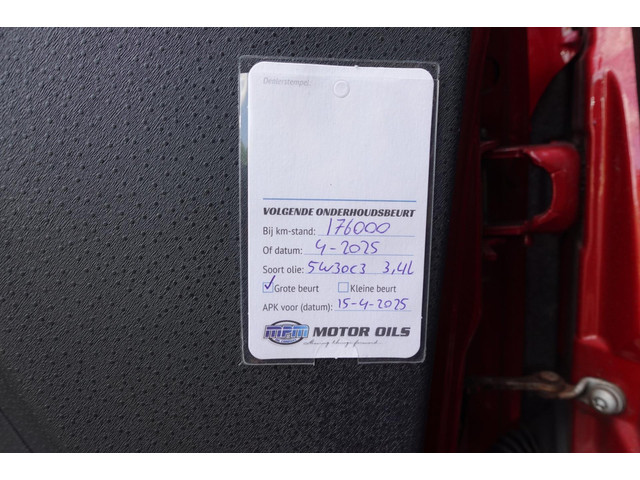 Dealerstempel:
VOLGENDE ONDERHOUDSBEURT
Bij km-stand: 176000
Of datum: 4-2025
Soort olie: 5W30C3 3,4L
Grote beurt Kleine beurt
APK voor (datum): 15-4-2025
MPM MOTOR OILS